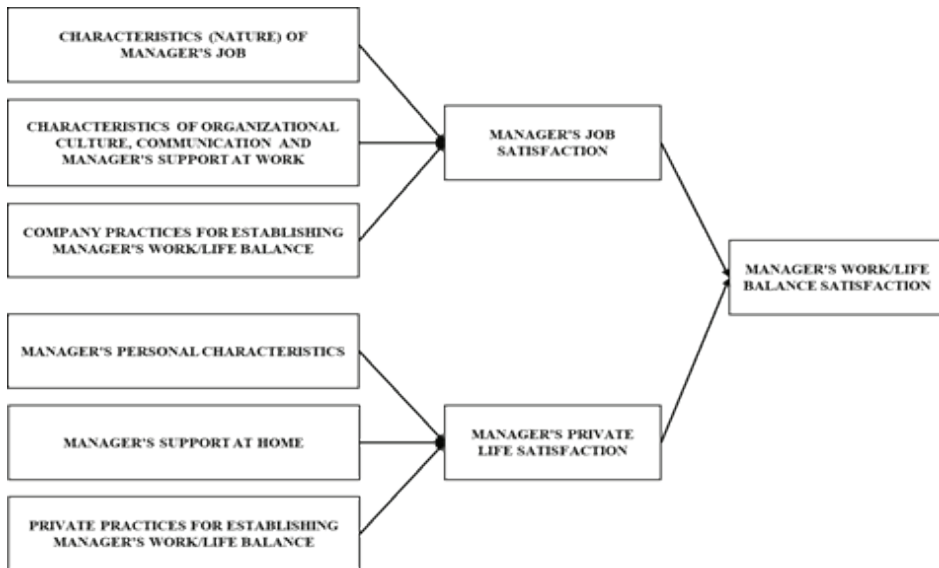 CHARACTERISTICS (NATURE) OF
MANAGER'S JOB
CHARACTERISTICS OF ORGANIZATIONAL
CULTURE, COMMUNICATION AND
MANAGER'S SUPPORT AT WORK
COMPANY PRACTICES FOR ESTABLISHING
MANAGER'S WORK/LIFE BALANCE
MANAGER'S PERSONAL CHARACTERISTICS
MANAGER'S SUPPORT AT HOME
PRIVATE PRACTICES FOR ESTABLISHING
MANAGER'S WORK/LIFE BALANCE
MANAGER'S JOB
SATISFACTION
MANAGER'S PRIVATE
LIFE SATISFACTION
MANAGER'S WORK/LIFE
BALANCE SATISFACTION